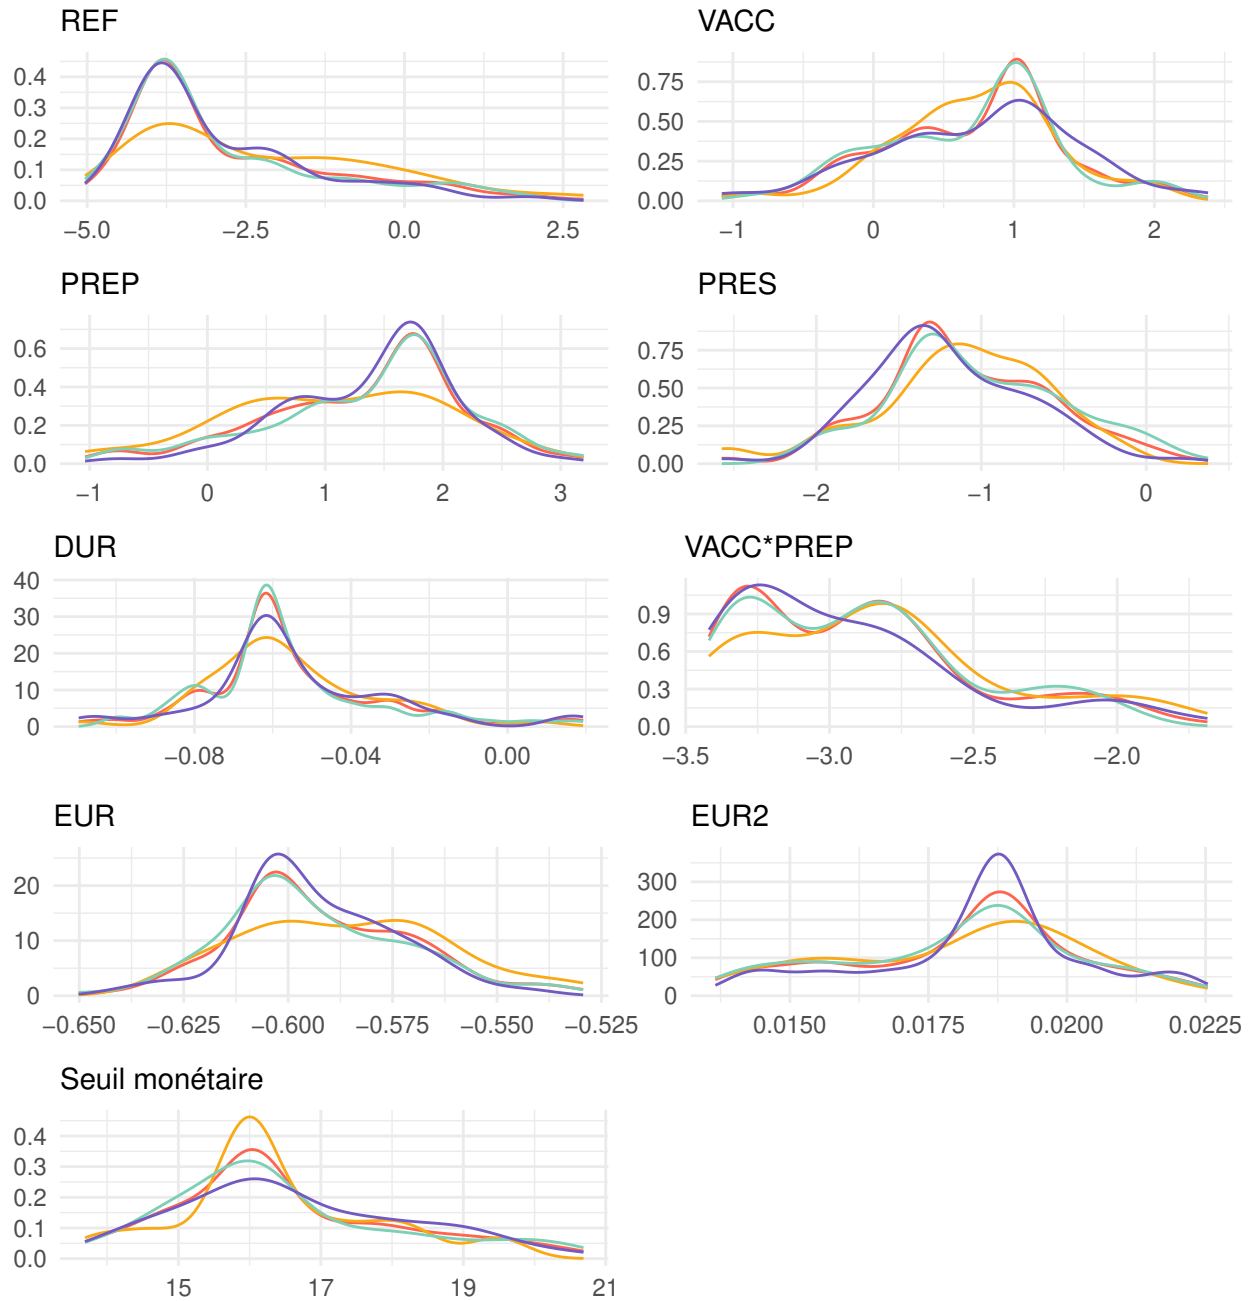 REF
0.4
0.3
0.2
0.1
0.0
−5.0 −2.5 0.0 2.5
VACC
0.75
0.50
0.25
0.00
−1 0 1 2
PREP
0.6
0.4
0.2
0.0
−1 0 1 2 3
PRES
0.75
0.50
0.25
0.00
−2 −1 0
DUR
40
30
20
10
0
−0.08 −0.04 0.00
VACC*PREP
0.9
0.6
0.3
0.0
−3.5 −3.0 −2.5 −2.0
EUR
20
10
0
−0.650 −0.625 −0.600 −0.575 −0.550 −0.525
EUR2
300
200
100
0
0.0150 0.0175 0.0200 0.0225
Seuil monétaire
0.4
0.3
0.2
0.1
0.0
15 17 19 21